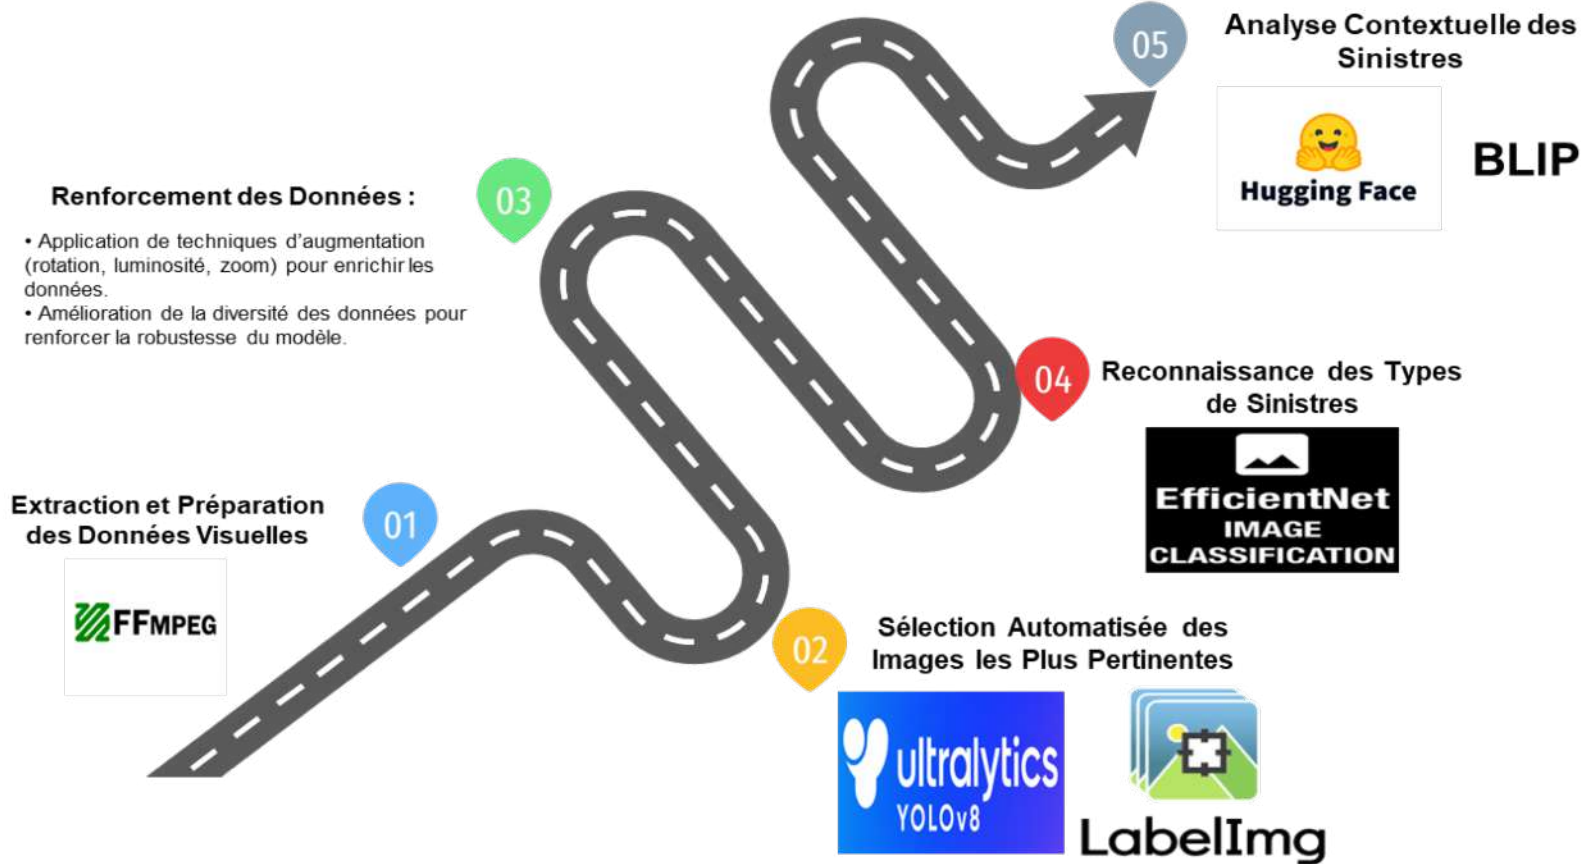 01
Extraction et Préparation
des Données Visuelles
FFMPEG
02
Sélection Automatisée des
Images les Plus Pertinentes
ultralytics
YOLOv8
LabelImg
03
Renforcement des Données :
• Application de techniques d'augmentation
(rotation, luminosité, zoom) pour enrichir les
données.
• Amélioration de la diversité des données pour
renforcer la robustesse du modèle.
04
Reconnaissance des Types
de Sinistres
EfficientNet
IMAGE
CLASSIFICATION
05
Analyse Contextuelle des
Sinistres
Hugging Face
BLIP